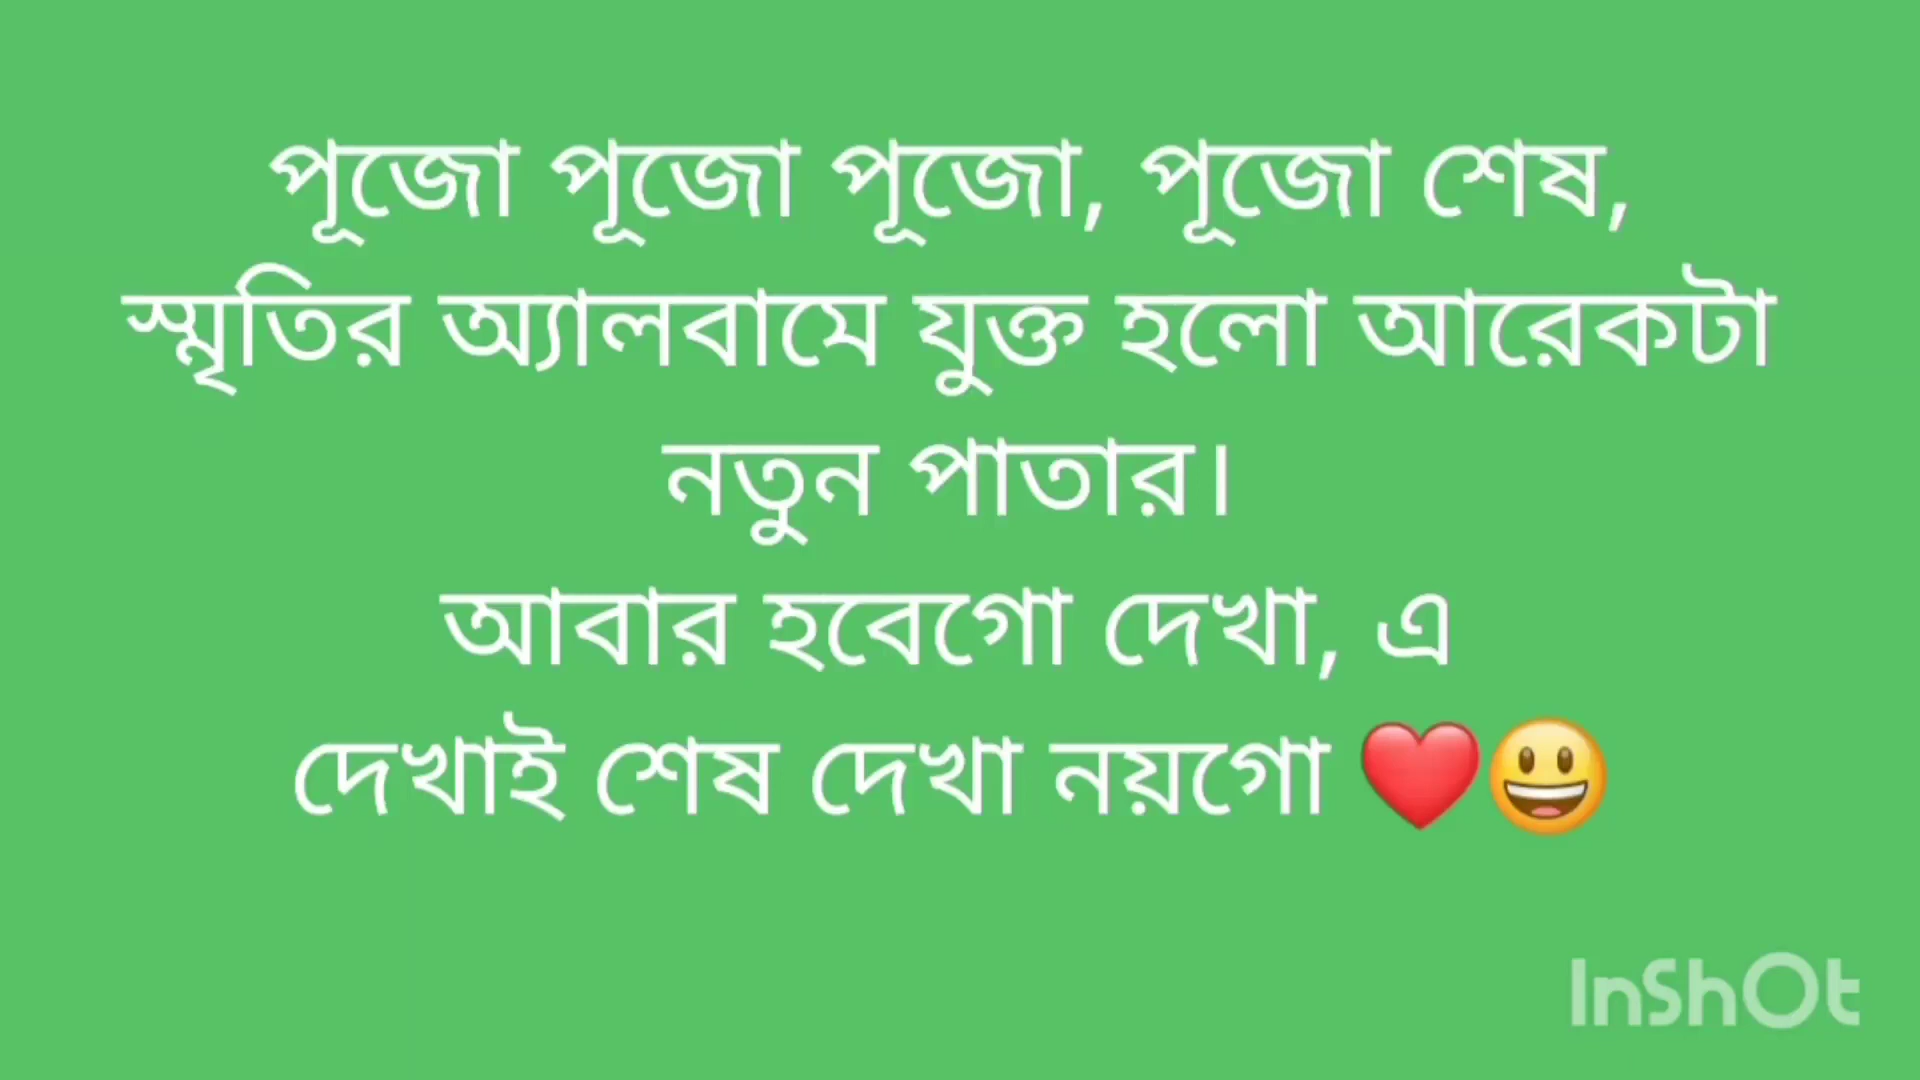 পূজো পূজো পূজো, পূজো শেষ,
স্মৃতির অ্যালবামে যুক্ত হলো আরেকটা
নতুন পাতার।
আবার হবেগো দেখা, এ
দেখাই শেষ দেখা নয়গো ❤️😃
InShOt